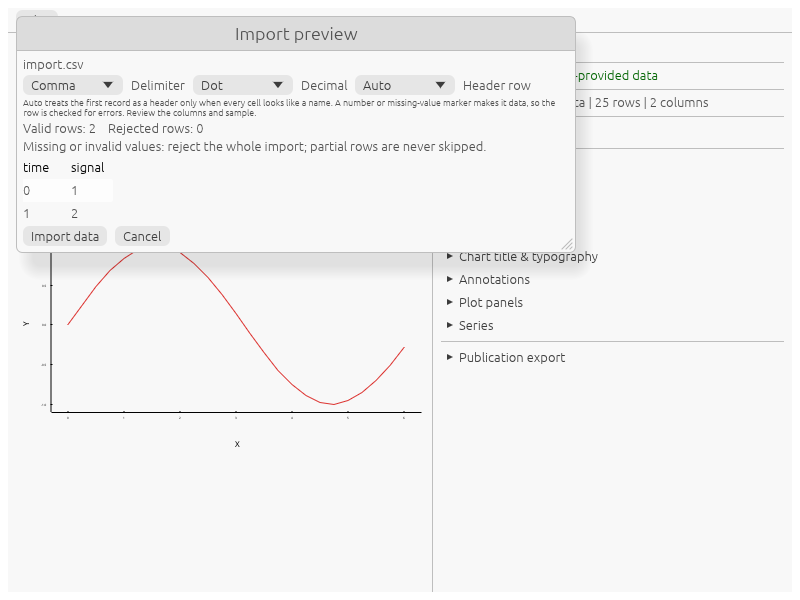 Import preview
import.csv
Comma Delimiter Dot Decimal Auto Header row
Auto treats the first record as a header only when every cell looks like a name. A number or missing-value marker makes it data, so the
row is checked for errors. Review the columns and sample.
Valid rows: 2 Rejected rows: 0
Missing or invalid values: reject the whole import; partial rows are never skipped.
time signal
0 1
1 2
Import data Cancel
-provided data
ta | 25 rows | 2 columns
Chart title & typography
Annotations
Plot panels
Series
Publication export
Y
X